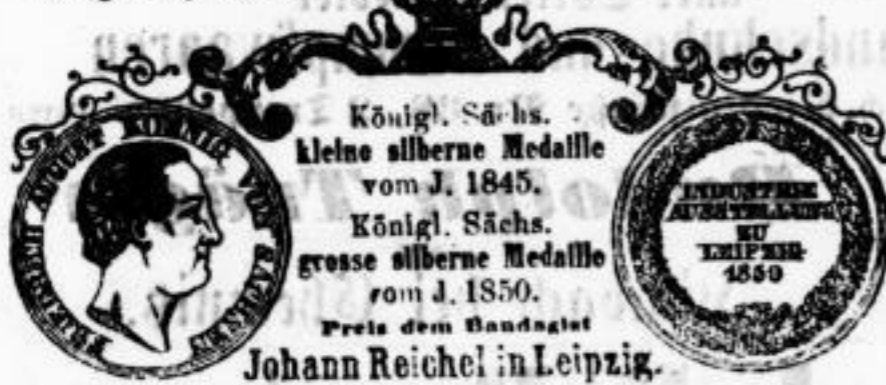 FRIEDRICH AUGUST KOENIG VON SACHSEN
Königl. Sächs.
kleine silberne Medaille
vom J. 1845.
Königl. Sächs.
grosse silberne Medaille
vom J. 1850.
Preis dem Bandagist
Johann Reichel in Leipzig.
INDUSTRIE
AUSSTELLUNG
ZU
LEIPZIG
1850